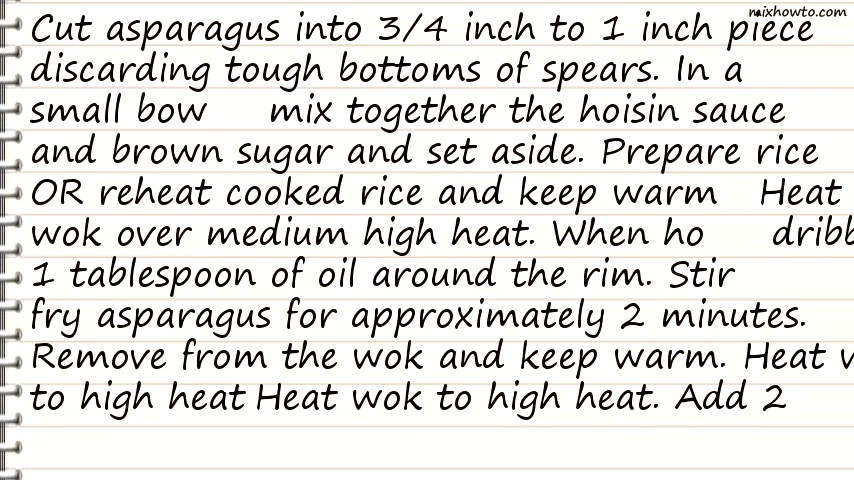 mixhowto.com
Cut asparagus into 3/4 inch to 1 inch piece
discarding tough bottoms of spears. In a
small bow mix together the hoisin sauce
and brown sugar and set aside. Prepare rice
OR reheat cooked rice and keep warm Heat
wok over medium high heat. When ho dribb
1 tablespoon of oil around the rim. Stir
fry asparagus for approximately 2 minutes.
Remove from the wok and keep warm. Heat w
to high heat Heat wok to high heat. Add 2